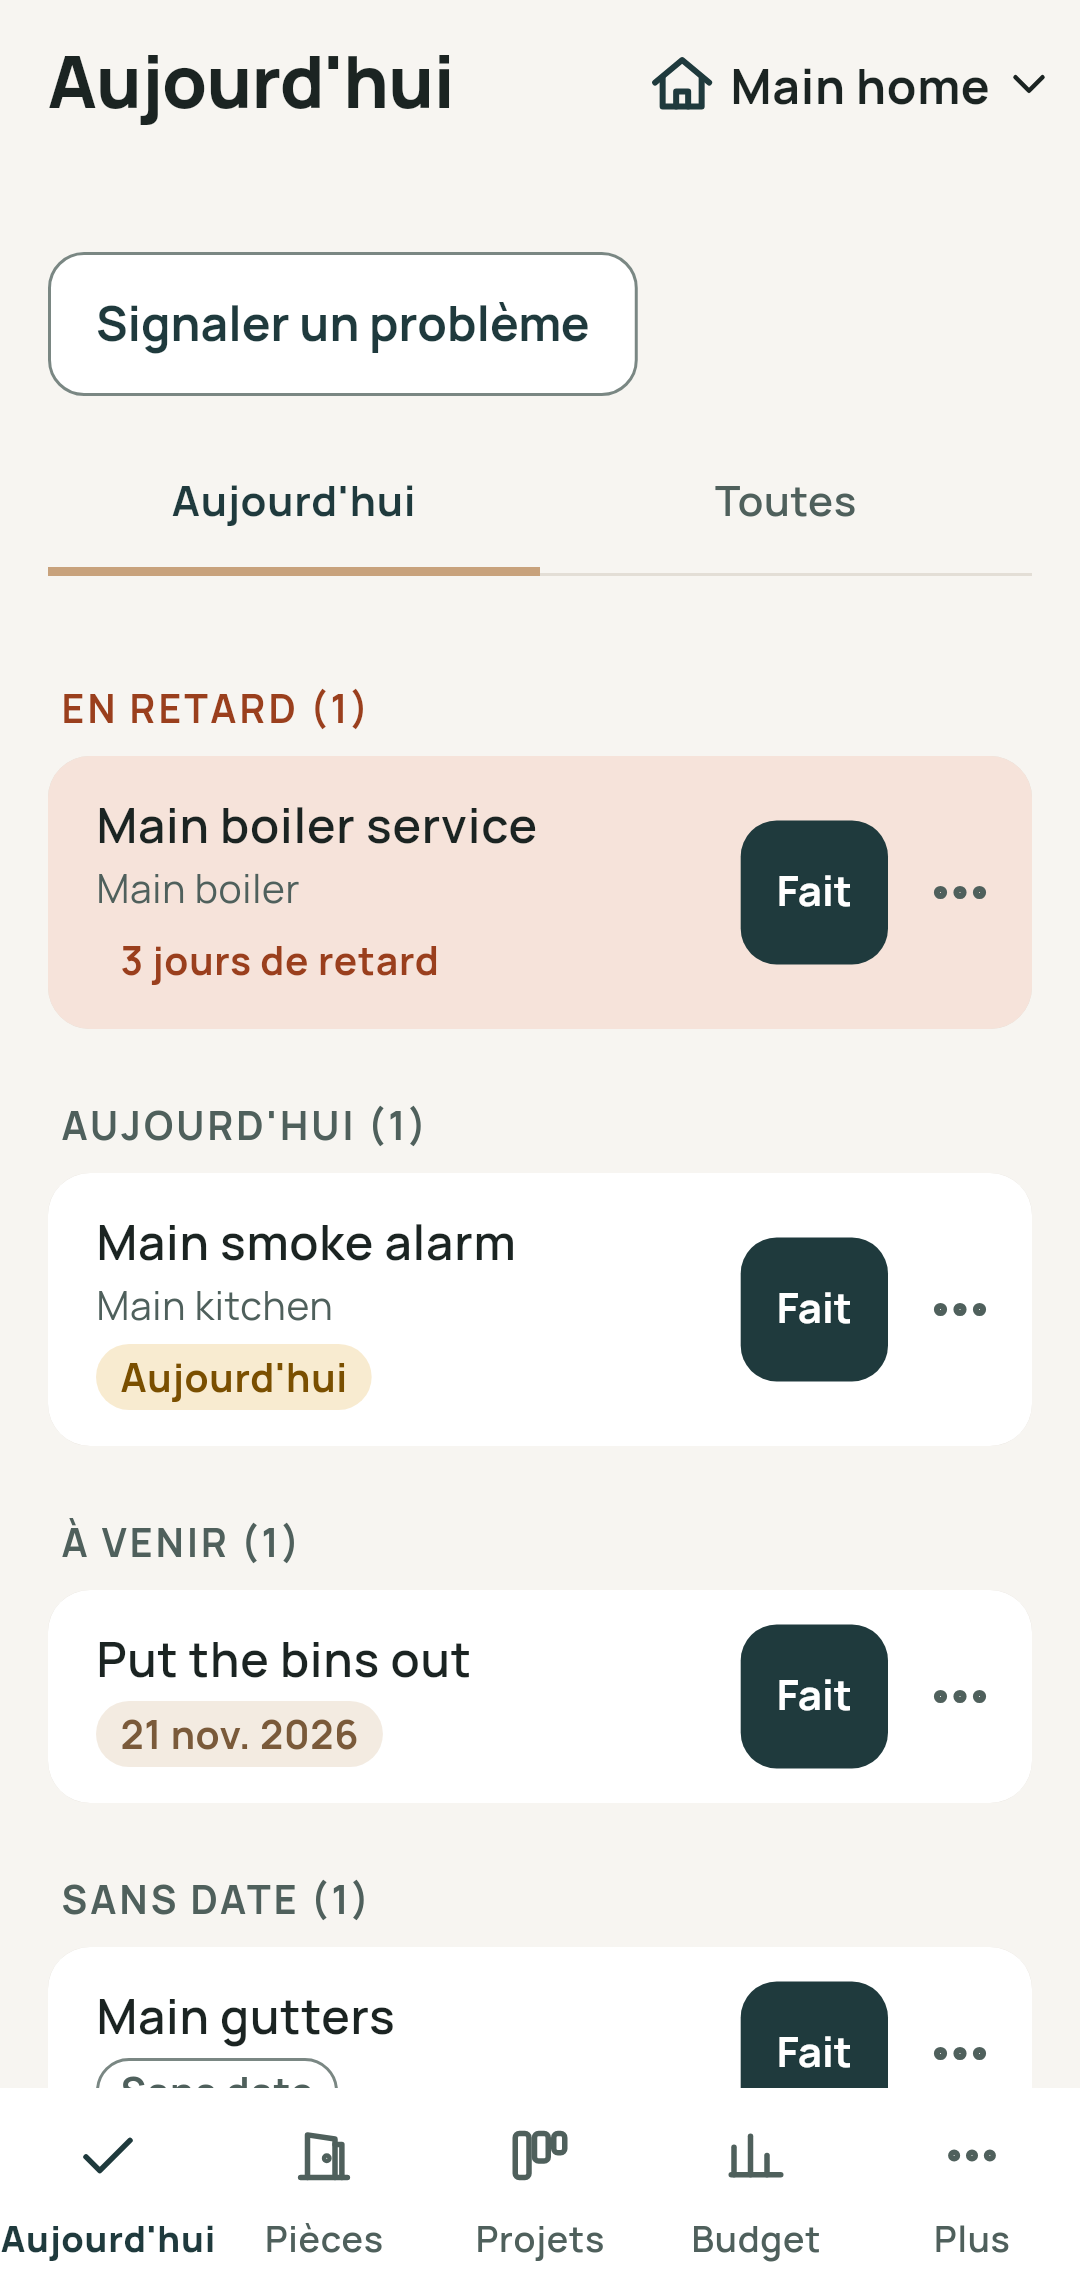 Aujourd'hui
Main home
Signaler un problème
Aujourd'hui
Toutes
EN RETARD (1)
Main boiler service
Main boiler
3 jours de retard
Fait
AUJOURD'HUI (1)
Main smoke alarm
Main kitchen
Aujourd'hui
Fait
À VENIR (1)
Put the bins out
21 nov. 2026
Fait
SANS DATE (1)
Main gutters
Sans date
Fait
Aujourd'hui
Pièces
Projets
Budget
Plus